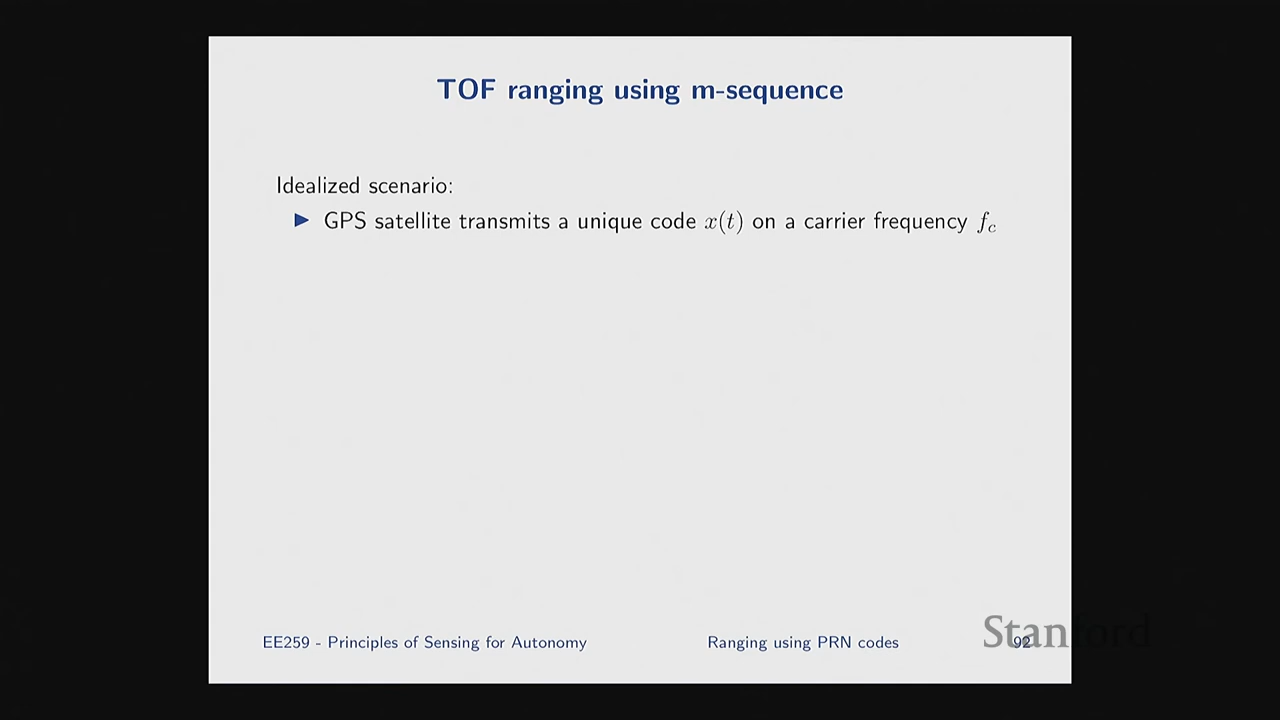 TOF ranging using m-sequence
Idealized scenario:
▶ GPS satellite transmits a unique code x(t) on a carrier frequency f_c
EE259 - Principles of Sensing for Autonomy Ranging using PRN codes 92
Stanford